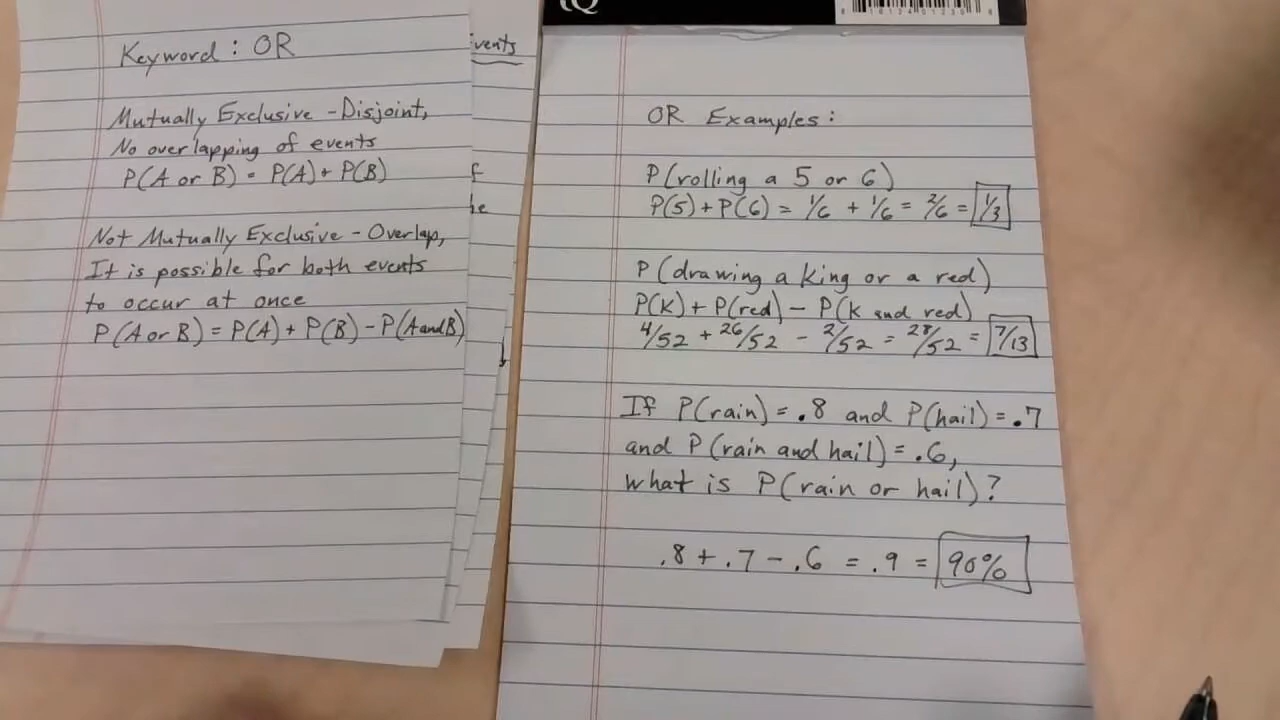 Keyword: OR
Mutually Exclusive - Disjoint,
No overlapping of events
P(A or B) = P(A) + P(B)
Not Mutually Exclusive - Overlap,
It is possible for both events
to occur at once
P(A or B) = P(A) + P(B) - P(A and B)
OR Examples:
P(rolling a 5 or 6)
P(5) + P(6) = 1/6 + 1/6 = 2/6 = 1/3
P(drawing a king or a red)
P(K) + P(red) - P(K and red)
4/52 + 26/52 - 2/52 = 28/52 = 7/13
If P(rain) = .8 and P(hail) = .7
and P(rain and hail) = .6,
what is P(rain or hail)?
.8 + .7 - .6 = .9 = 90%